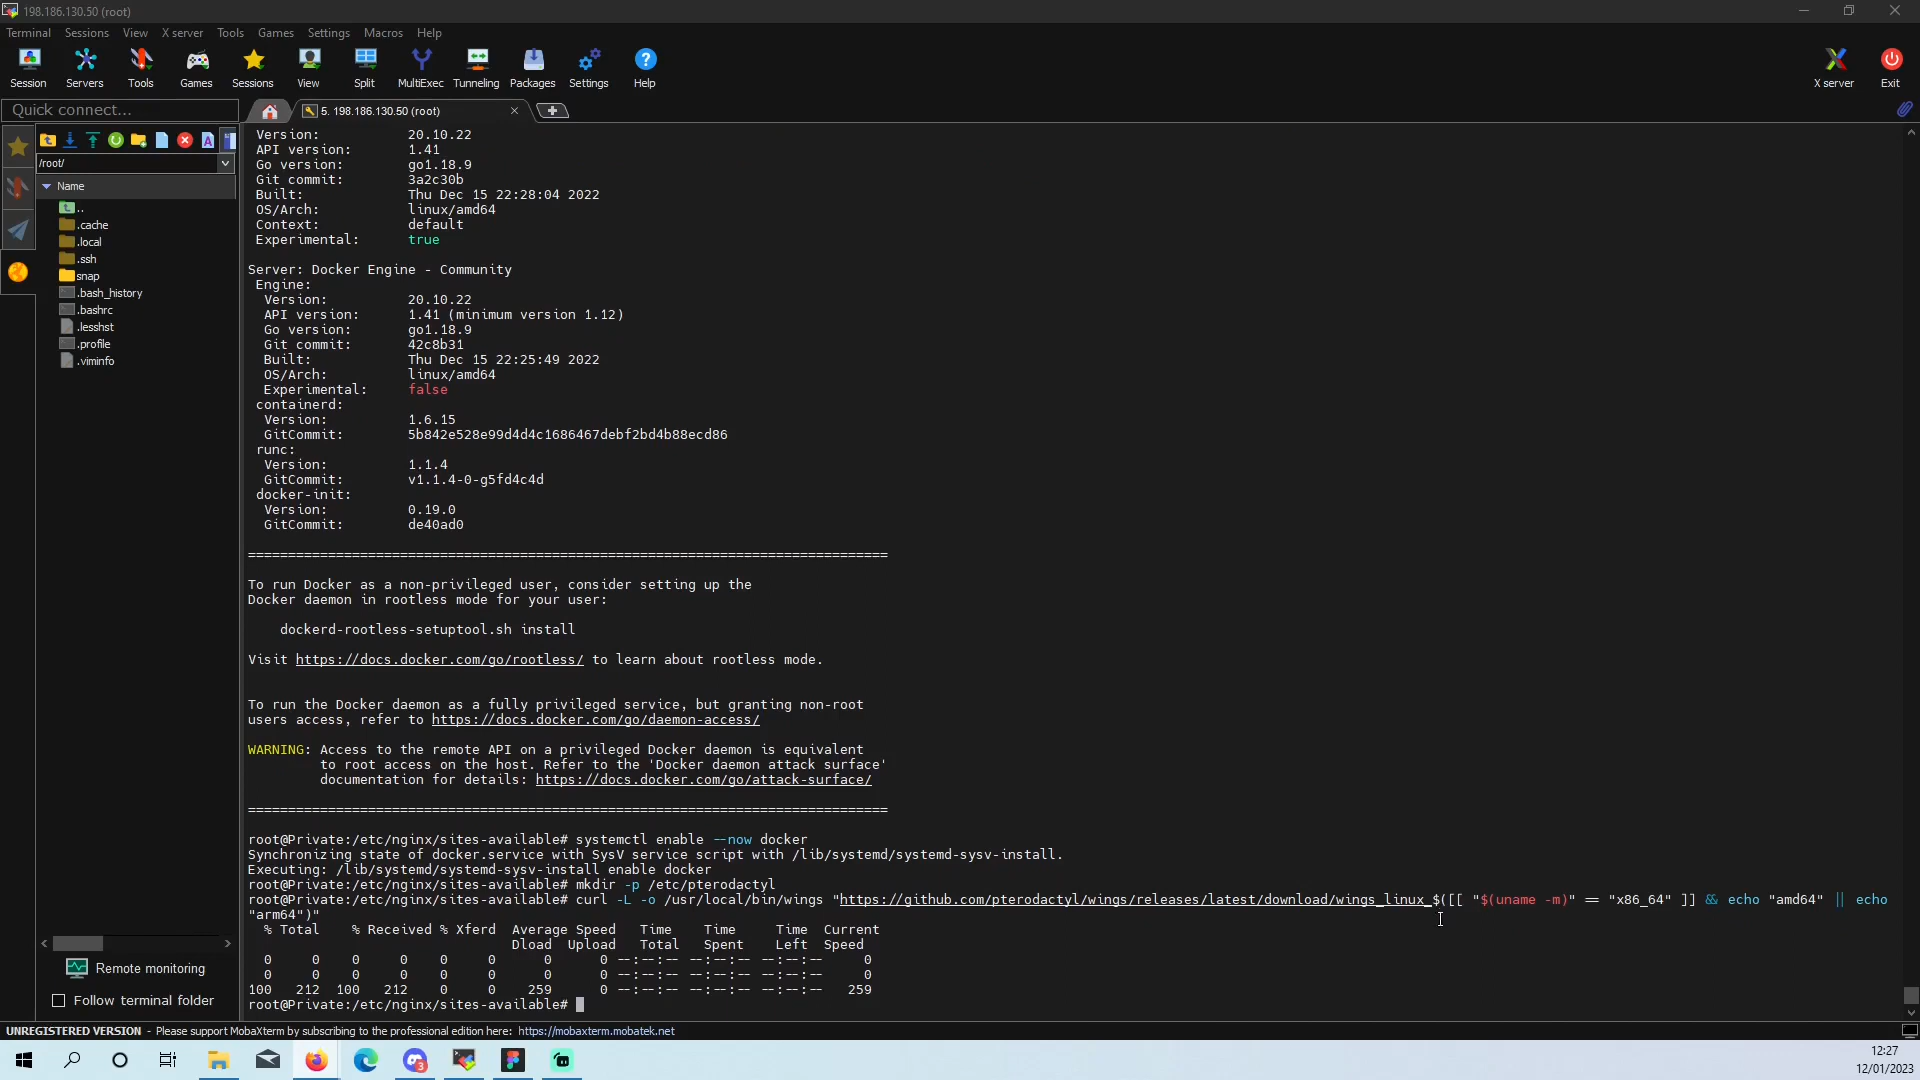 198.186.130.50 (root)
Terminal Sessions View X server Tools Games Settings Macros Help
Session Servers Tools Games Sessions View Split MultiExec Tunneling Packages Settings Help X server Exit
Quick connect...
5. 198.186.130.50 (root)
/root/
Name
..
.cache
.local
.ssh
snap
.bash_history
.bashrc
.lesshst
.profile
.viminfo
Remote monitoring
Follow terminal folder
Version: 20.10.22
API version: 1.41
Go version: go1.18.9
Git commit: 3a2c30b
Built: Thu Dec 15 22:28:04 2022
OS/Arch: linux/amd64
Context: default
Experimental: true
Server: Docker Engine - Community
Engine:
Version: 20.10.22
API version: 1.41 (minimum version 1.12)
Go version: go1.18.9
Git commit: 42c8b31
Built: Thu Dec 15 22:25:49 2022
OS/Arch: linux/amd64
Experimental: false
containerd:
Version: 1.6.15
GitCommit: 5b842e528e99d4d4c1686467debf2bd4b88ecd86
runc:
Version: 1.1.4
GitCommit: v1.1.4-0-g5fd4c4d
docker-init:
Version: 0.19.0
GitCommit: de40ad0
================================================================================
To run Docker as a non-privileged user, consider setting up the
Docker daemon in rootless mode for your user:
dockerd-rootless-setuptool.sh install
Visit https://docs.docker.com/go/rootless/ to learn about rootless mode.
To run the Docker daemon as a fully privileged service, but granting non-root
users access, refer to https://docs.docker.com/go/daemon-access/
WARNING: Access to the remote API on a privileged Docker daemon is equivalent
to root access on the host. Refer to the 'Docker daemon attack surface'
documentation for details: https://docs.docker.com/go/attack-surface/
================================================================================
root@Private:/etc/nginx/sites-available# systemctl enable --now docker
Synchronizing state of docker.service with SysV service script with /lib/systemd/systemd-sysv-install.
Executing: /lib/systemd/systemd-sysv-install enable docker
root@Private:/etc/nginx/sites-available# mkdir -p /etc/pterodactyl
root@Private:/etc/nginx/sites-available# curl -L -o /usr/local/bin/wings "https://github.com/pterodactyl/wings/releases/latest/download/wings_linux_$([[ "$(uname -m)" == "x86_64" ]] && echo "amd64" || echo
"arm64")"
% Total % Received % Xferd Average Speed Time Time Time Current
Dload Upload Total Spent Left Speed
0 0 0 0 0 0 0 0 --:--:-- --:--:-- --:--:-- 0
0 0 0 0 0 0 0 0 --:--:-- --:--:-- --:--:-- 0
100 212 100 212 0 0 259 0 --:--:-- --:--:-- --:--:-- 259
root@Private:/etc/nginx/sites-available#
UNREGISTERED VERSION - Please support MobaXterm by subscribing to the professional edition here: https://mobaxterm.mobatek.net
3
12:27
12/01/2023